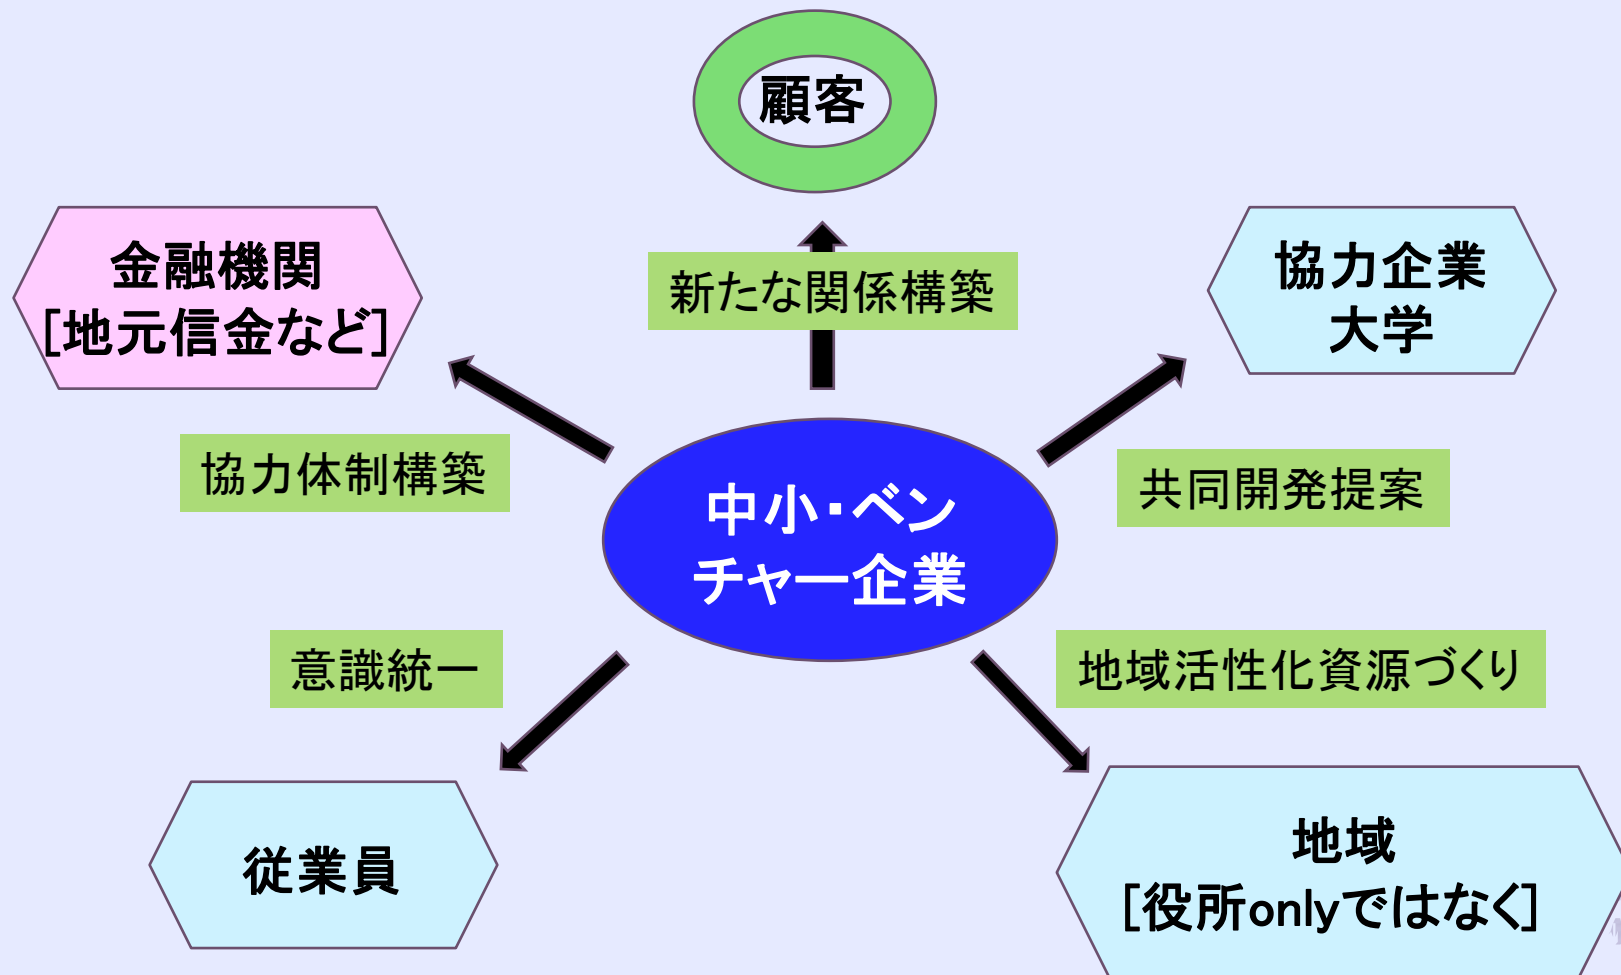 顧客
金融機関
[地元信金など]
新たな関係構築
協力企業
大学
協力体制構築
共同開発提案
中小・ベン
チャー企業
意識統一
地域活性化資源づくり
従業員
地域
[役所onlyではなく]